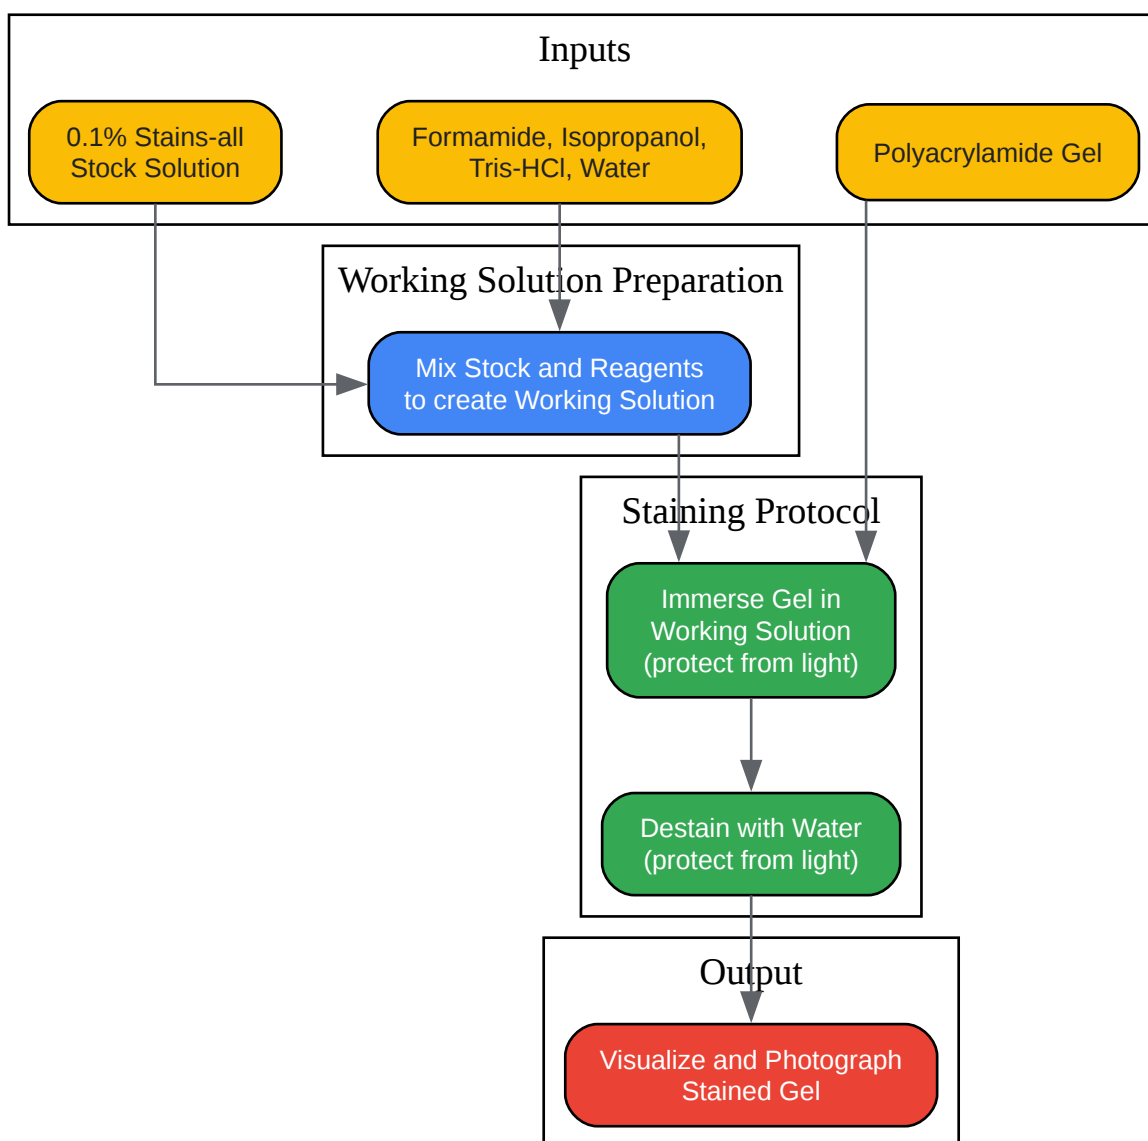 Inputs
0.1% Stains-all
Stock Solution
Formamide, Isopropanol,
Tris-HCl, Water
Polyacrylamide Gel
Working Solution Preparation
Mix Stock and Reagents
to create Working Solution
Staining Protocol
Immerse Gel in
Working Solution
(protect from light)
Destain with Water
(protect from light)
Output
Visualize and Photograph
Stained Gel